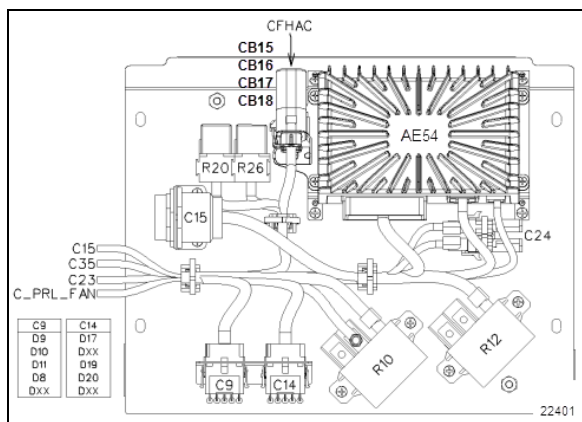 CFHAC
CB15
CB16
CB17
CB18
AE54
R20 R26
C15
C24
C15
C35
C23
C_PRL_FAN
C9 C14
D9 D17
D10 DXX
D11 D19
D8 D20
DXX DXX
C9 C14
R10
R12
22401